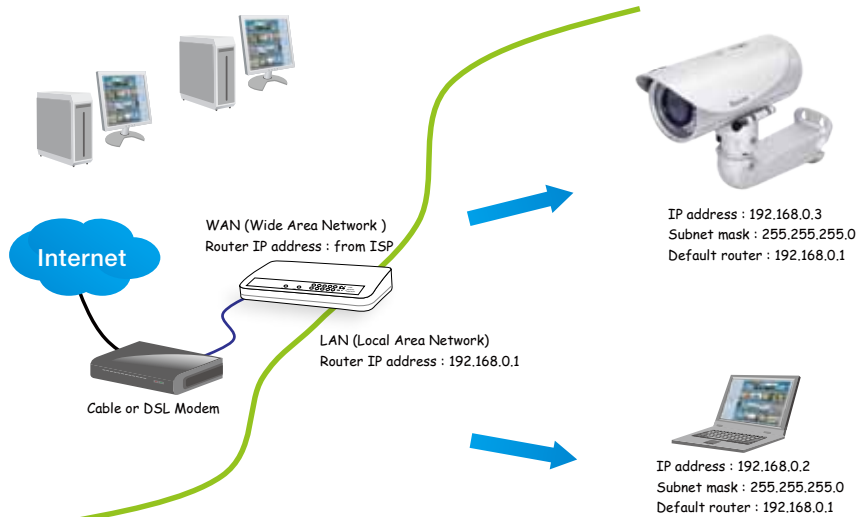 WAN (Wide Area Network )
Router IP address : from ISP
Internet
LAN (Local Area Network)
Router IP address : 192.168.0.1
Cable or DSL Modem
IP address : 192.168.0.3
Subnet mask : 255.255.255.0
Default router : 192.168.0.1
IP address : 192.168.0.2
Subnet mask : 255.255.255.0
Default router : 192.168.0.1